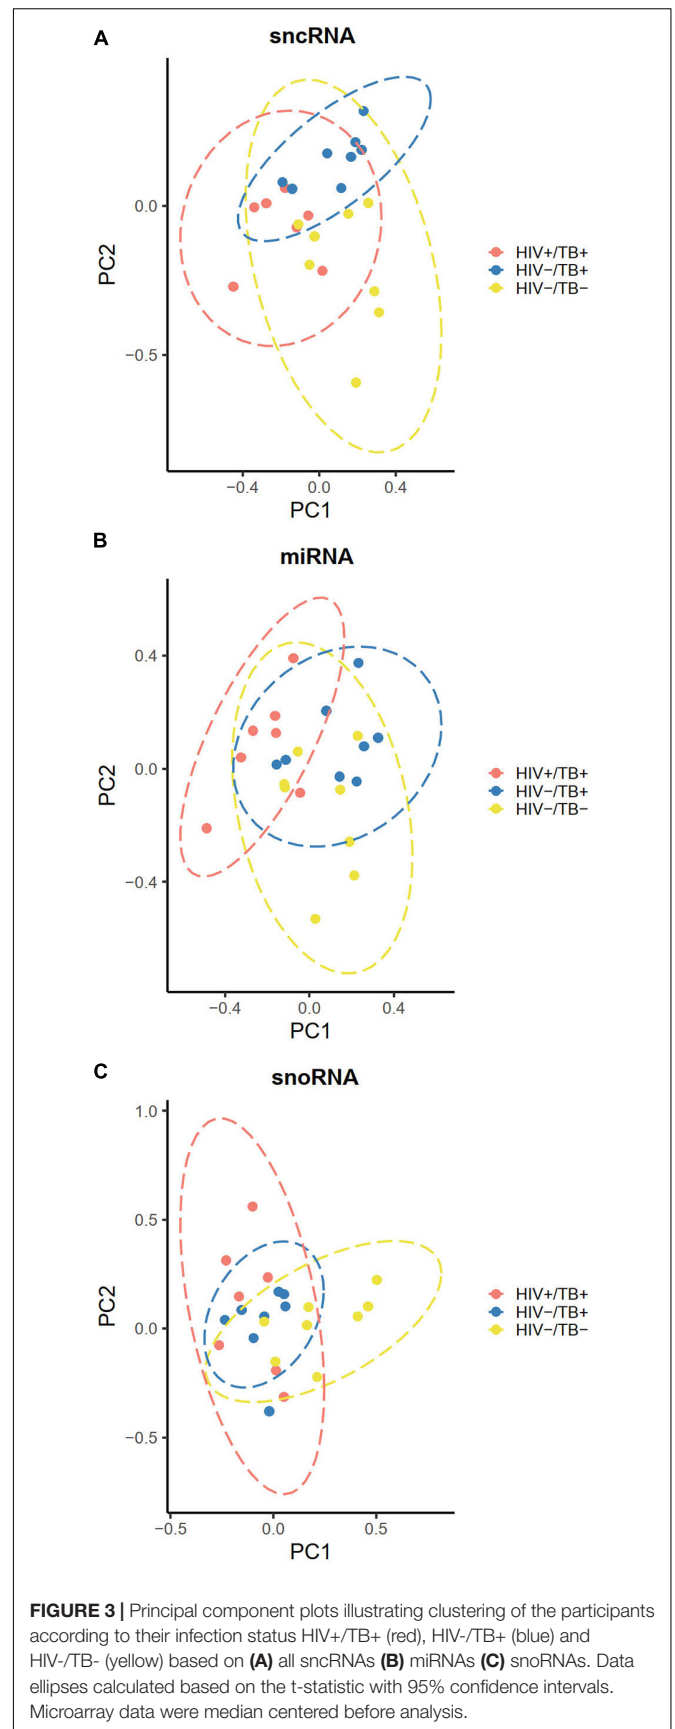 A
sncRNA
0.0
−0.5
PC2
−0.4 0.0 0.4
PC1
HIV+/TB+
HIV−/TB+
HIV−/TB−
B
miRNA
0.4
0.0
−0.4
PC2
−0.4 0.0 0.4
PC1
HIV+/TB+
HIV−/TB+
HIV−/TB−
C
snoRNA
1.0
0.5
0.0
−0.5
PC2
−0.5 0.0 0.5
PC1
HIV+/TB+
HIV−/TB+
HIV−/TB−
FIGURE 3 | Principal component plots illustrating clustering of the participants
according to their infection status HIV+/TB+ (red), HIV-/TB+ (blue) and
HIV-/TB- (yellow) based on (A) all sncRNAs (B) miRNAs (C) snoRNAs. Data
ellipses calculated based on the t-statistic with 95% confidence intervals.
Microarray data were median centered before analysis.